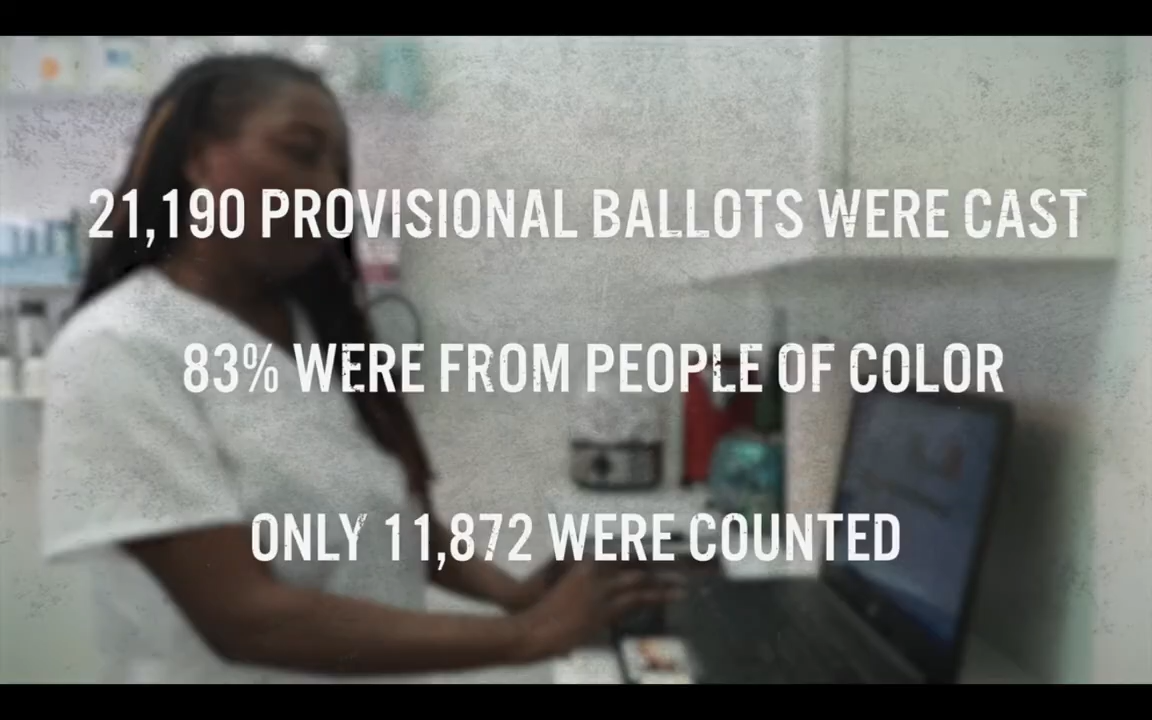 21,190 PROVISIONAL BALLOTS WERE CAST
83% WERE FROM PEOPLE OF COLOR
ONLY 11,872 WERE COUNTED